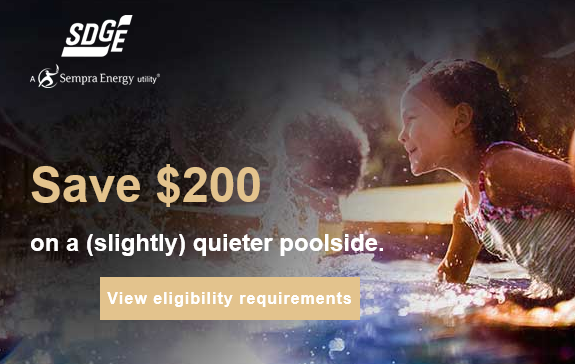 SDGE
A Sempra Energy utility®
Save $200
on a (slightly) quieter poolside.
View eligibility requirements